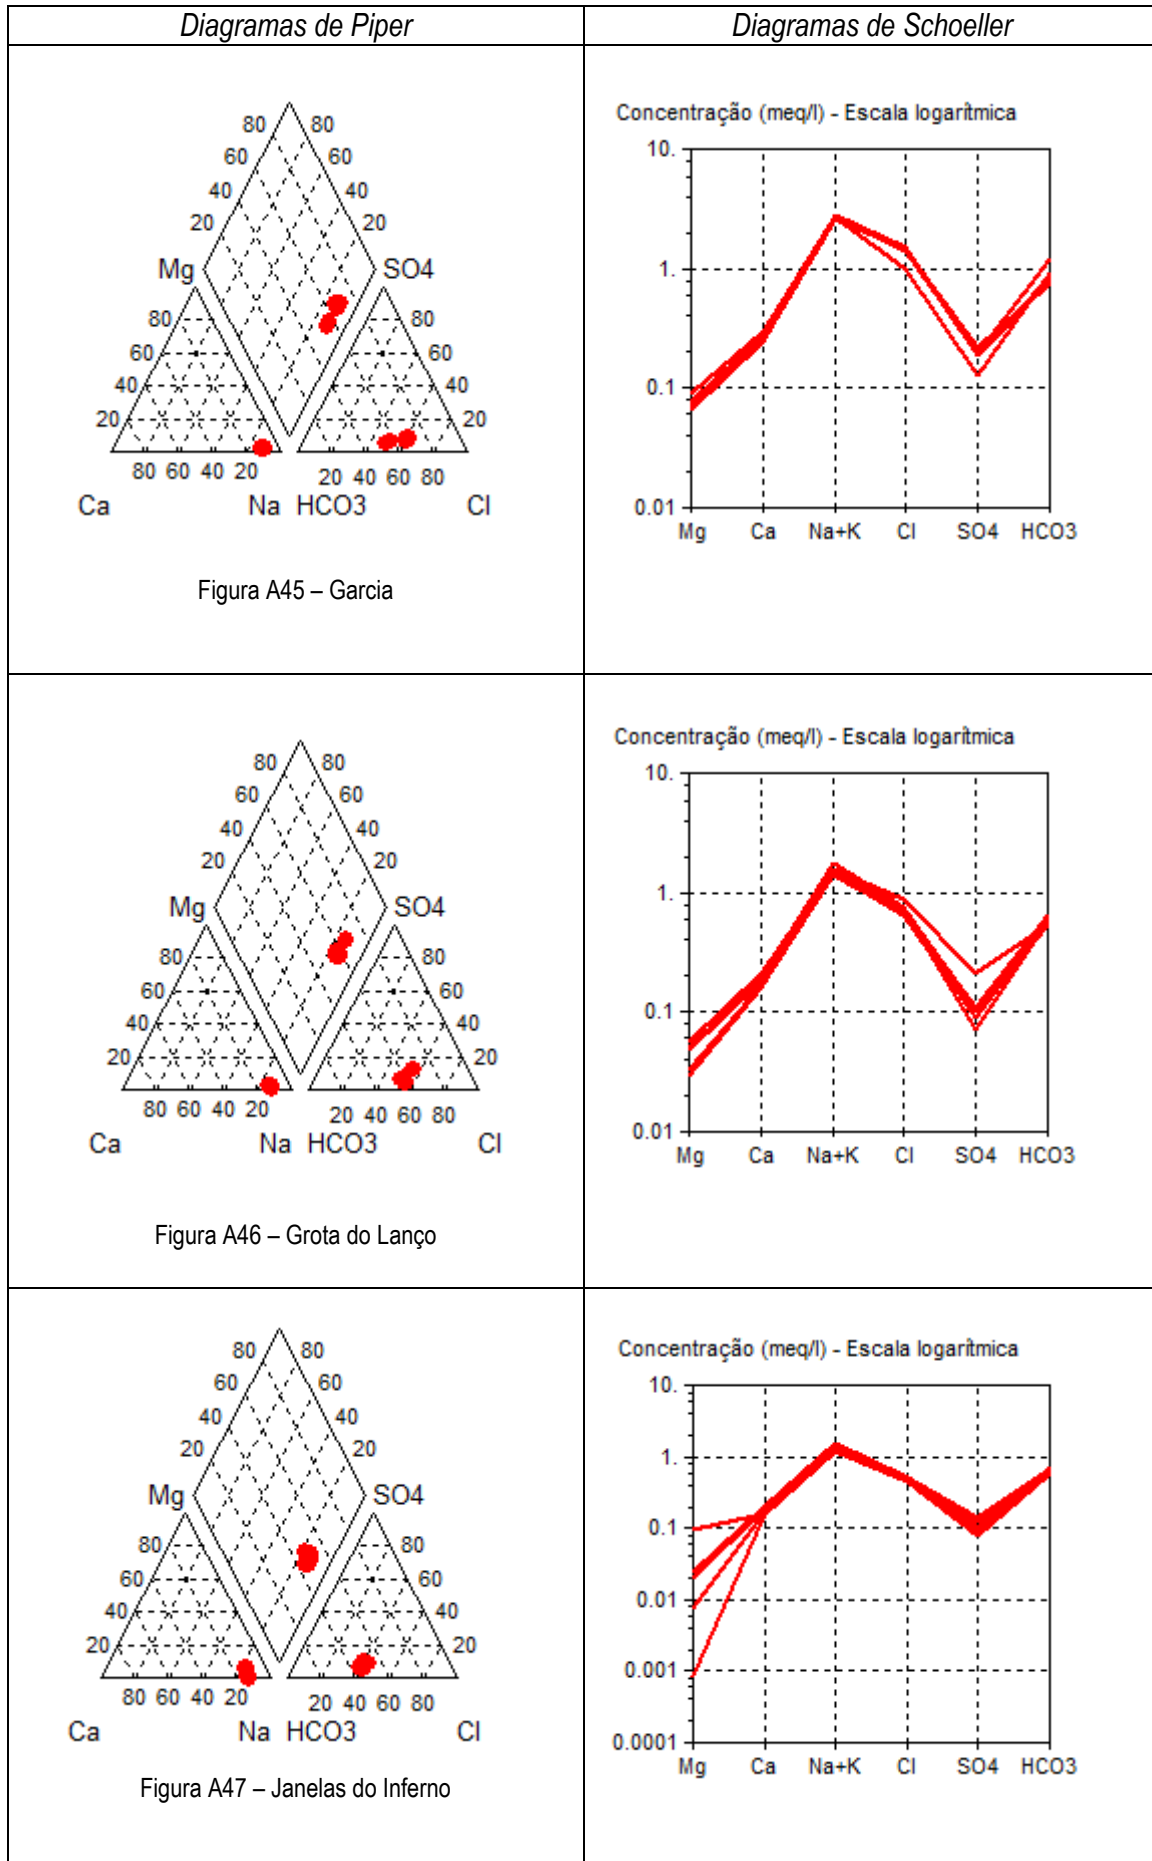 Diagramas de Piper
Diagramas de Schoeller
80 80
60 60
40 40
20 20
Mg SO4
80 80
60 60
40 40
20 20
80 60 40 20 20 40 60 80
Ca Na HCO3 Cl
Figura A45 – Garcia
Concentração (meq/l) - Escala logarítmica
10.
1.
0.1
0.01
Mg Ca Na+K Cl SO4 HCO3
80 80
60 60
40 40
20 20
Mg SO4
80 80
60 60
40 40
20 20
80 60 40 20 20 40 60 80
Ca Na HCO3 Cl
Figura A46 – Grota do Lanço
Concentração (meq/l) - Escala logarítmica
10.
1.
0.1
0.01
Mg Ca Na+K Cl SO4 HCO3
80 80
60 60
40 40
20 20
Mg SO4
80 80
60 60
40 40
20 20
80 60 40 20 20 40 60 80
Ca Na HCO3 Cl
Figura A47 – Janelas do Inferno
Concentração (meq/l) - Escala logarítmica
10.
1.
0.1
0.01
0.001
0.0001
Mg Ca Na+K Cl SO4 HCO3